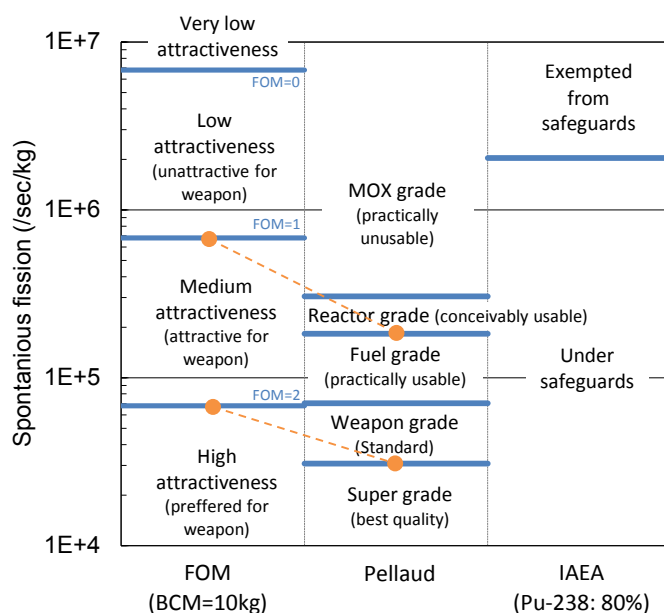 Spontanious fission (/sec/kg)
1E+7
1E+6
1E+5
1E+4
Very low
attractiveness
FOM=0
Low
attractiveness
(unattractive for
weapon)
FOM=1
Medium
attractiveness
(attractive for
weapon)
FOM=2
High
attractiveness
(preffered for
weapon)
MOX grade
(practically
unusable)
Reactor grade (conceivably usable)
Fuel grade
(practically usable)
Weapon grade
(Standard)
Super grade
(best quality)
Exempted
from
safeguards
Under
safeguards
FOM
(BCM=10kg)
Pellaud
IAEA
(Pu-238: 80%)